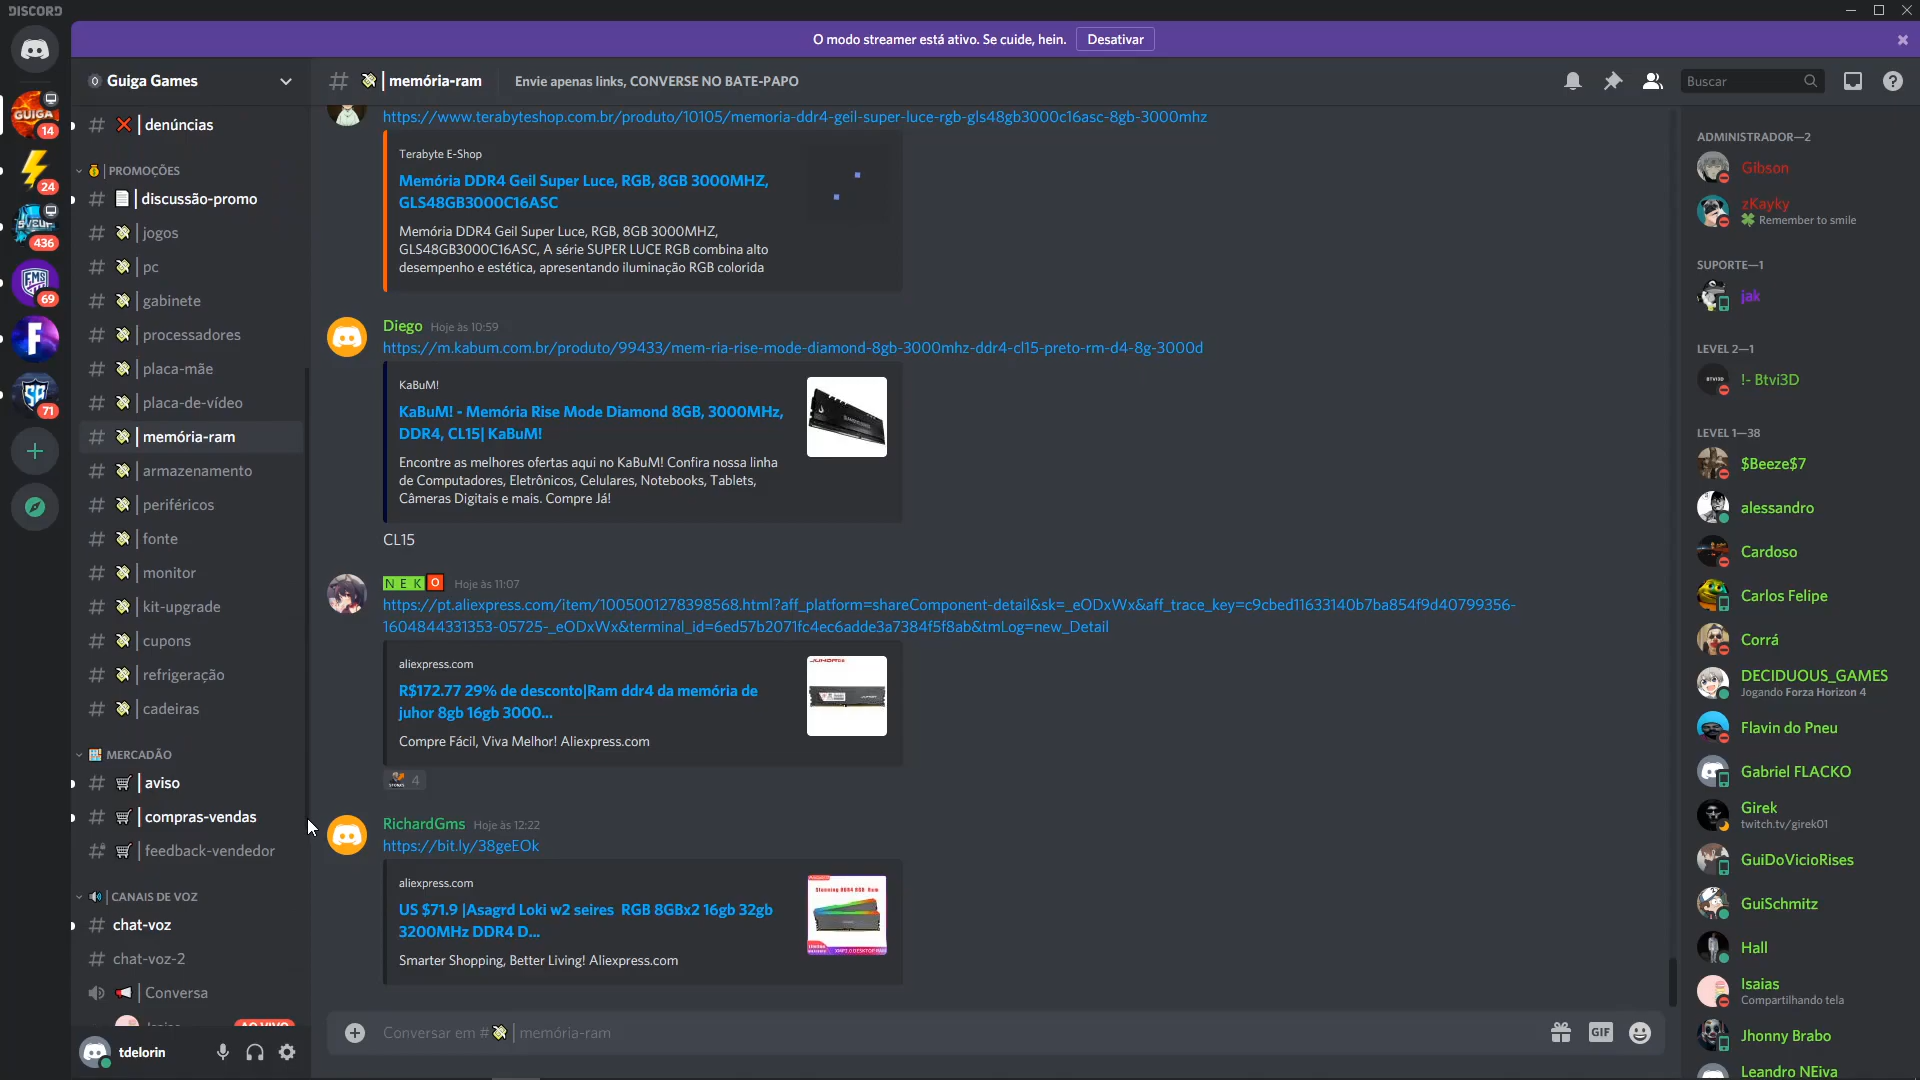 DISCORD
O modo streamer está ativo. Se cuide, hein.
Desativar
Guiga Games
memória-ram
Envie apenas links, CONVERSE NO BATE-PAPO
Buscar
GUIGA
14
24
436
FMS
69
F
SG
71
denúncias
PROMOÇÕES
discussão-promo
jogos
pc
gabinete
processadores
placa-mãe
placa-de-vídeo
memória-ram
armazenamento
periféricos
fonte
monitor
kit-upgrade
cupons
refrigeração
cadeiras
MERCADÃO
aviso
compras-vendas
feedback-vendedor
CANAIS DE VOZ
chat-voz
chat-voz-2
Conversa
tdelorin
https://www.terabyteshop.com.br/produto/10105/memoria-ddr4-geil-super-luce-rgb-gls48gb3000c16asc-8gb-3000mhz
Terabyte E-Shop
Memória DDR4 Geil Super Luce, RGB, 8GB 3000MHZ,
GLS48GB3000C16ASC
Memória DDR4 Geil Super Luce, RGB, 8GB 3000MHZ,
GLS48GB3000C16ASC, A série SUPER LUCE RGB combina alto
desempenho e estética, apresentando iluminação RGB colorida
Diego Hoje às 10:59
https://m.kabum.com.br/produto/99433/mem-ria-rise-mode-diamond-8gb-3000mhz-ddr4-cl15-preto-rm-d4-8g-3000d
KaBuM!
KaBuM! - Memória Rise Mode Diamond 8GB, 3000MHz,
DDR4, CL15| KaBuM!
Encontre as melhores ofertas aqui no KaBuM! Confira nossa linha
de Computadores, Eletrônicos, Celulares, Notebooks, Tablets,
Câmeras Digitais e mais. Compre Já!
CL15
N E K O Hoje às 11:07
https://pt.aliexpress.com/item/1005001278398568.html?aff_platform=shareComponent-detail&sk=_eODxWx&aff_trace_key=c9cbed11633140b7ba854f9d40799356-
1604844331353-05725-_eODxWx&terminal_id=6ed57b2071fc4ec6adde3a7384f5f8ab&tmLog=new_Detail
aliexpress.com
R$172.77 29% de desconto|Ram ddr4 da memória de
juhor 8gb 16gb 3000...
Compre Fácil, Viva Melhor! Aliexpress.com
4
RichardGms Hoje às 12:22
https://bit.ly/38geEOk
aliexpress.com
US $71.9 |Asagrd Loki w2 seires RGB 8GBx2 16gb 32gb
3200MHz DDR4 D...
Smarter Shopping, Better Living! Aliexpress.com
Conversar em #
memória-ram
GIF
ADMINISTRADOR—2
Gibson
zKayky
Remember to smile
SUPORTE—1
jak
LEVEL 2—1
!- Btvi3D
LEVEL 1—38
$Beeze$7
alessandro
Cardoso
Carlos Felipe
Corrá
DECIDUOUS_GAMES
Jogando Forza Horizon 4
Flavin do Pneu
Gabriel FLACKO
Girek
twitch.tv/girek01
GuiDoVicioRises
GuiSchmitz
Hall
Isaias
Compartilhando tela
Jhonny Brabo
Leandro NEiva